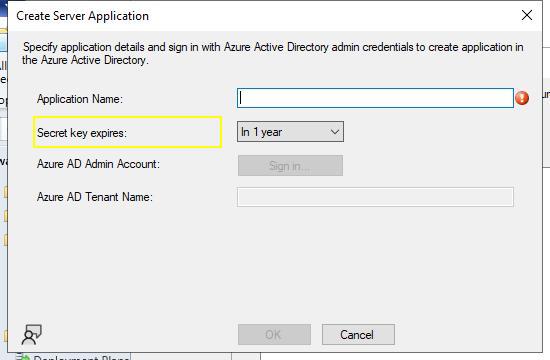 Create Server Application
Specify application details and sign in with Azure Active Directory admin credentials to create application in
the Azure Active Directory.
Application Name:
Secret key expires:
In 1 year
Azure AD Admin Account:
Sign in...
Azure AD Tenant Name:
OK
Cancel
Deployment Plans